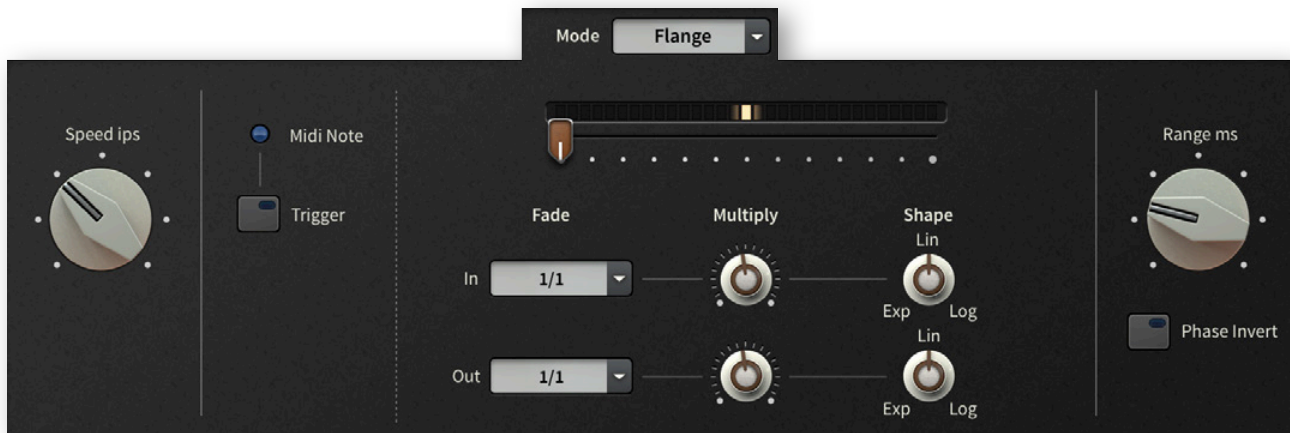 Mode Flange
Speed ips
Midi Note
Trigger
Fade Multiply Shape
Lin
In 1/1
Exp Log
Lin
Out 1/1
Exp Log
Range ms
Phase Invert